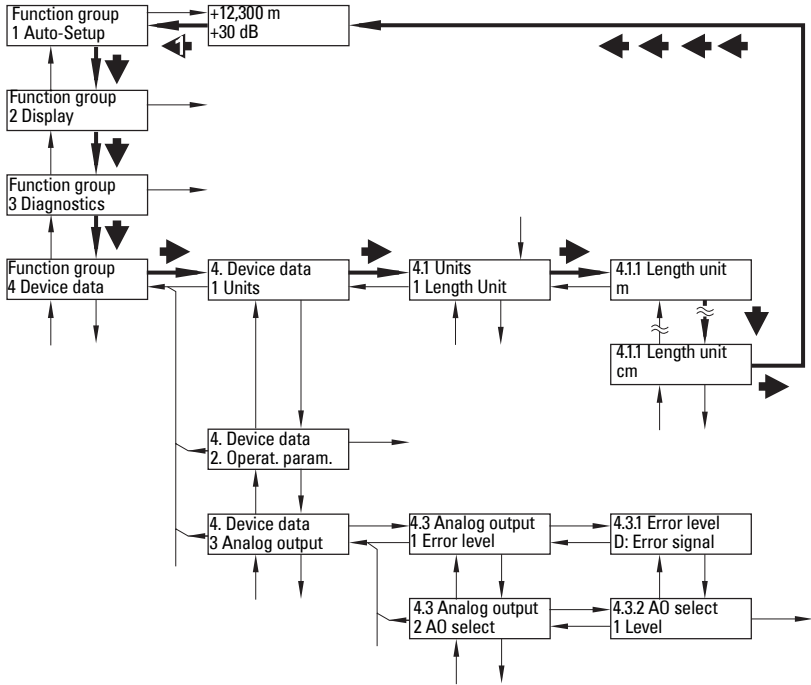 Function group
1 Auto-Setup
+12,300 m
+30 dB
Function group
2 Display
Function group
3 Diagnostics
Function group
4 Device data
4. Device data
1 Units
4.1 Units
1 Length Unit
4.1.1 Length unit
m
4.1.1 Length unit
cm
4. Device data
2. Operat. param.
4. Device data
3 Analog output
4.3 Analog output
1 Error level
4.3.1 Error level
D: Error signal
4.3 Analog output
2 AO select
4.3.2 AO select
1 Level